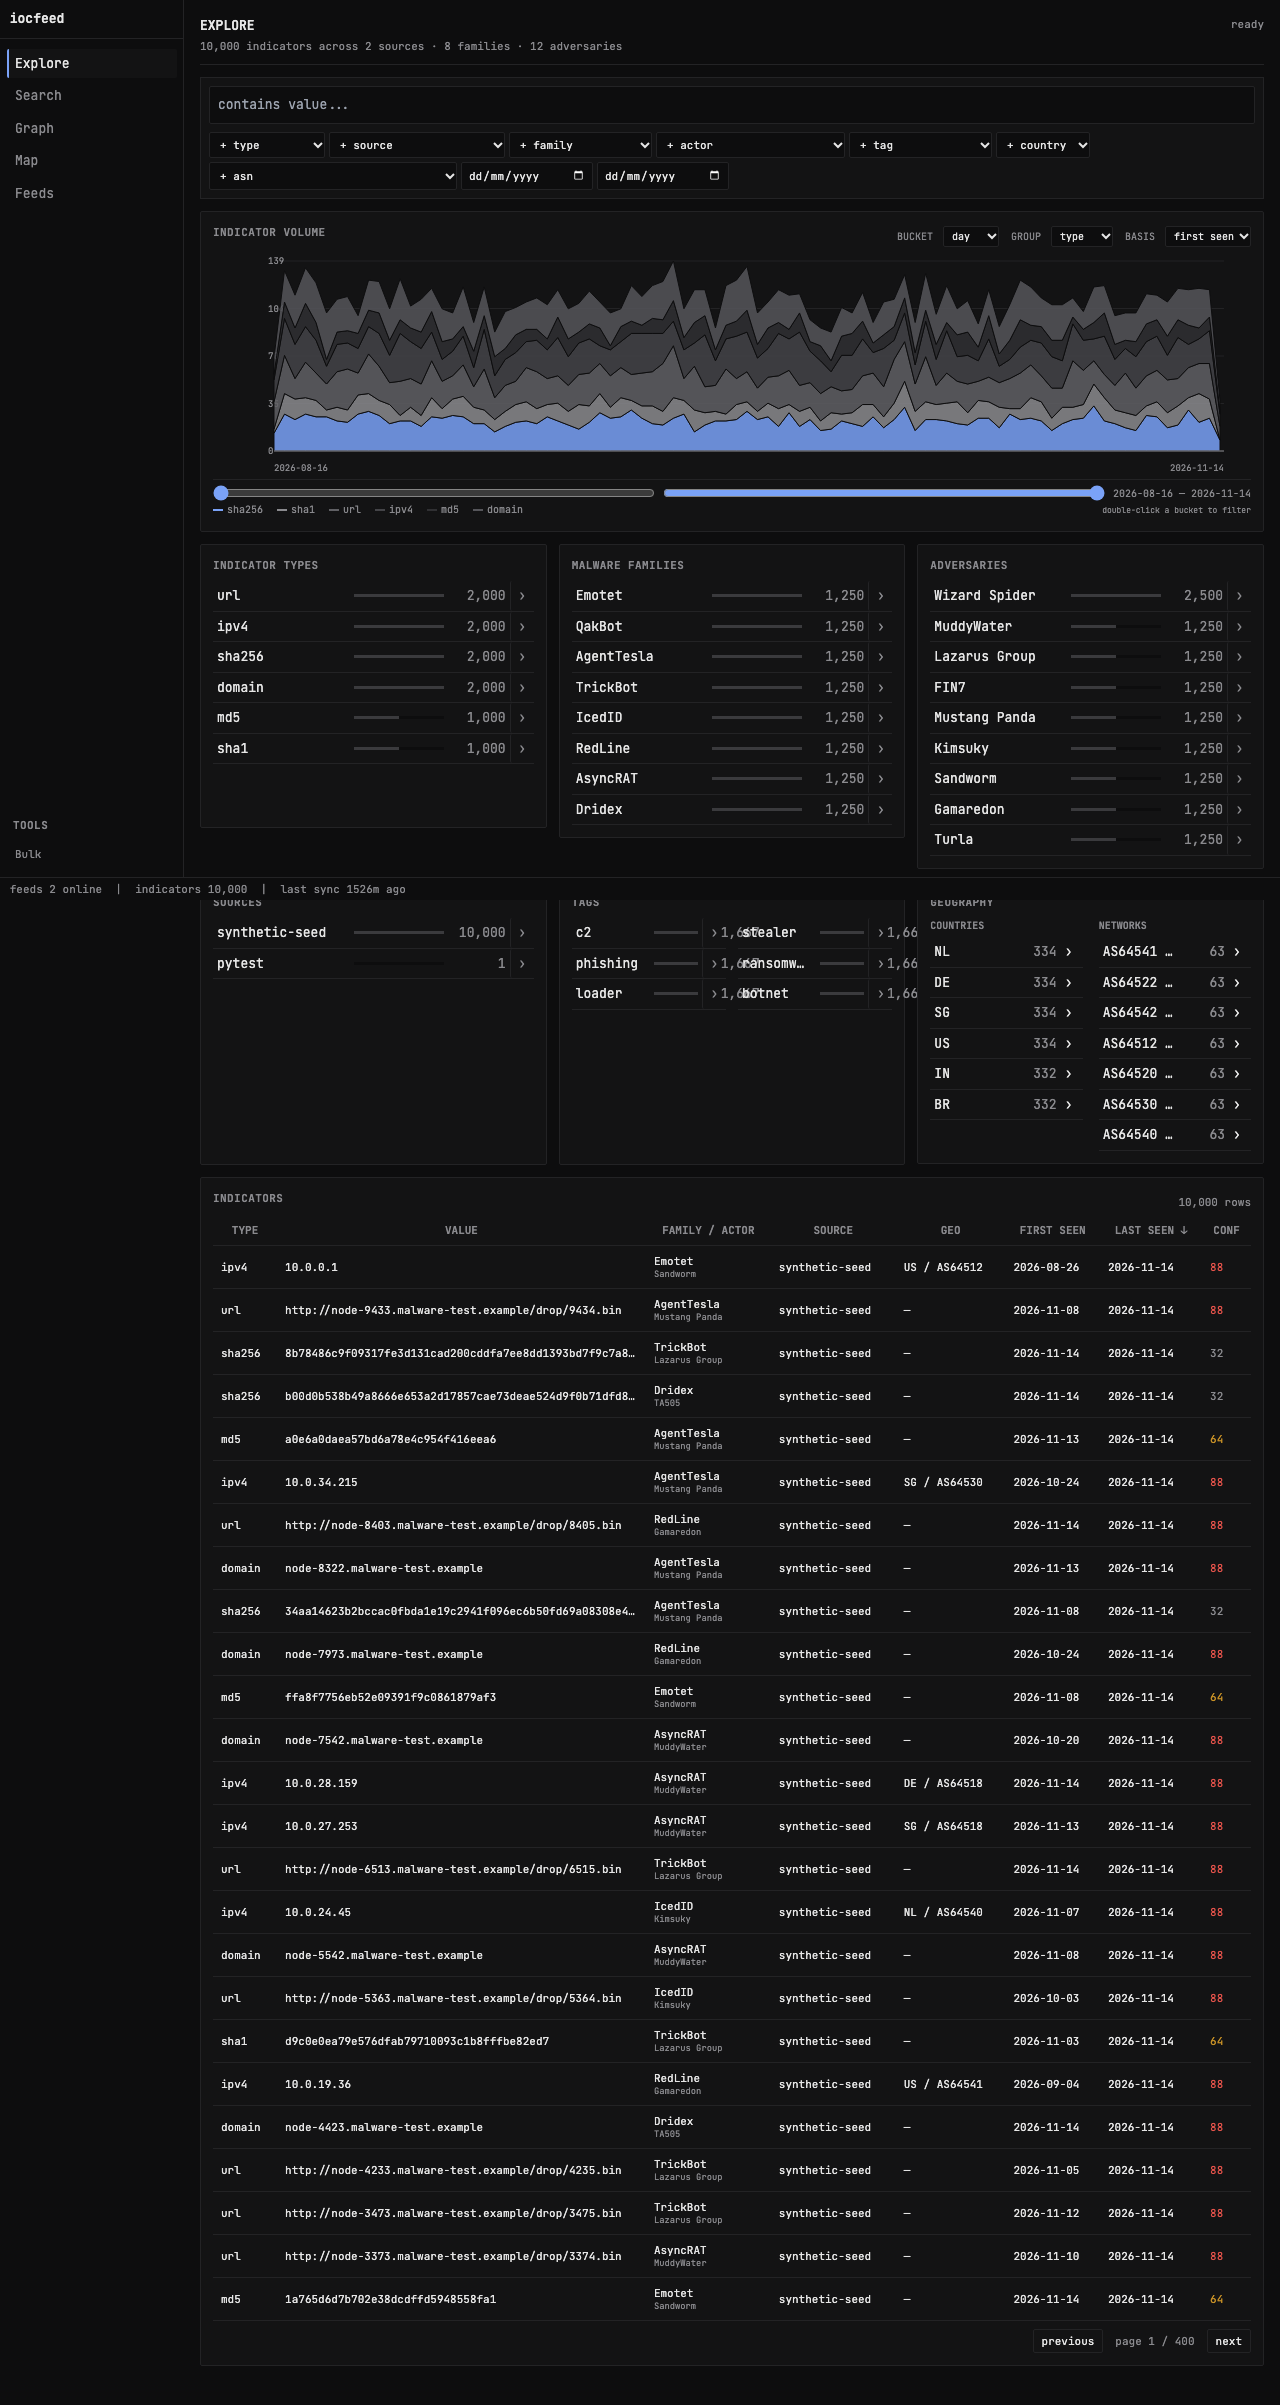 iocfeed
Explore
Search
Graph
Map
Feeds
TOOLS
Bulk
EXPLORE
ready
10,000 indicators across 2 sources · 8 families · 12 adversaries
contains value...
+ type + source + family + actor + tag + country
+ asn dd/mm/yyyy dd/mm/yyyy
INDICATOR VOLUME
BUCKET day GROUP type BASIS first seen
139
10
7
3
0
2026-08-16 2026-11-14
2026-08-16 — 2026-11-14
sha256 sha1 url ipv4 md5 domain
double-click a bucket to filter
INDICATOR TYPES
url 2,000 ›
ipv4 2,000 ›
sha256 2,000 ›
domain 2,000 ›
md5 1,000 ›
sha1 1,000 ›
MALWARE FAMILIES
Emotet 1,250 ›
QakBot 1,250 ›
AgentTesla 1,250 ›
TrickBot 1,250 ›
IcedID 1,250 ›
RedLine 1,250 ›
AsyncRAT 1,250 ›
Dridex 1,250 ›
ADVERSARIES
Wizard Spider 2,500 ›
MuddyWater 1,250 ›
Lazarus Group 1,250 ›
FIN7 1,250 ›
Mustang Panda 1,250 ›
Kimsuky 1,250 ›
Sandworm 1,250 ›
Gamaredon 1,250 ›
Turla 1,250 ›
feeds 2 online | indicators 10,000 | last sync 1526m ago
SOURCES
synthetic-seed 10,000 ›
pytest 1 ›
TAGS
c2 › stealer ›
phishing › ransomw… ›
loader › botnet ›
GEOGRAPHY
COUNTRIES
NL 334 ›
DE 334 ›
SG 334 ›
US 334 ›
IN 332 ›
BR 332 ›
NETWORKS
AS64541 … 63 ›
AS64522 … 63 ›
AS64542 … 63 ›
AS64512 … 63 ›
AS64520 … 63 ›
AS64530 … 63 ›
AS64540 … 63 ›
INDICATORS
10,000 rows
TYPE VALUE FAMILY / ACTOR SOURCE GEO FIRST SEEN LAST SEEN ↓ CONF
ipv4 10.0.0.1 Emotet Sandworm synthetic-seed US / AS64512 2026-08-26 2026-11-14 88
url http://node-9433.malware-test.example/drop/9434.bin AgentTesla Mustang Panda synthetic-seed — 2026-11-08 2026-11-14 88
sha256 8b78486c9f09317fe3d131cad200cddfa7ee8dd1393bd7f9c7a8… TrickBot Lazarus Group synthetic-seed — 2026-11-14 2026-11-14 32
sha256 b00d0b538b49a8666e653a2d17857cae73deae524d9f0b71dfd8… Dridex TA505 synthetic-seed — 2026-11-14 2026-11-14 32
md5 a0e6a0daea57bd6a78e4c954f416eea6 AgentTesla Mustang Panda synthetic-seed — 2026-11-13 2026-11-14 64
ipv4 10.0.34.215 AgentTesla Mustang Panda synthetic-seed SG / AS64530 2026-10-24 2026-11-14 88
url http://node-8403.malware-test.example/drop/8405.bin RedLine Gamaredon synthetic-seed — 2026-11-14 2026-11-14 88
domain node-8322.malware-test.example AgentTesla Mustang Panda synthetic-seed — 2026-11-13 2026-11-14 88
sha256 34aa14623b2bccac0fbda1e19c2941f096ec6b50fd69a08308e4… AgentTesla Mustang Panda synthetic-seed — 2026-11-08 2026-11-14 32
domain node-7973.malware-test.example RedLine Gamaredon synthetic-seed — 2026-10-24 2026-11-14 88
md5 ffa8f7756eb52e09391f9c0861879af3 Emotet Sandworm synthetic-seed — 2026-11-08 2026-11-14 64
domain node-7542.malware-test.example AsyncRAT MuddyWater synthetic-seed — 2026-10-20 2026-11-14 88
ipv4 10.0.28.159 AsyncRAT MuddyWater synthetic-seed DE / AS64518 2026-11-14 2026-11-14 88
ipv4 10.0.27.253 AsyncRAT MuddyWater synthetic-seed SG / AS64518 2026-11-13 2026-11-14 88
url http://node-6513.malware-test.example/drop/6515.bin TrickBot Lazarus Group synthetic-seed — 2026-11-14 2026-11-14 88
ipv4 10.0.24.45 IcedID Kimsuky synthetic-seed NL / AS64540 2026-11-07 2026-11-14 88
domain node-5542.malware-test.example AsyncRAT MuddyWater synthetic-seed — 2026-11-08 2026-11-14 88
url http://node-5363.malware-test.example/drop/5364.bin IcedID Kimsuky synthetic-seed — 2026-10-03 2026-11-14 88
sha1 d9c0e0ea79e576dfab79710093c1b8fffbe82ed7 TrickBot Lazarus Group synthetic-seed — 2026-11-03 2026-11-14 64
ipv4 10.0.19.36 RedLine Gamaredon synthetic-seed US / AS64541 2026-09-04 2026-11-14 88
domain node-4423.malware-test.example Dridex TA505 synthetic-seed — 2026-11-14 2026-11-14 88
url http://node-4233.malware-test.example/drop/4235.bin TrickBot Lazarus Group synthetic-seed — 2026-11-05 2026-11-14 88
url http://node-3473.malware-test.example/drop/3475.bin TrickBot Lazarus Group synthetic-seed — 2026-11-12 2026-11-14 88
url http://node-3373.malware-test.example/drop/3374.bin AsyncRAT MuddyWater synthetic-seed — 2026-11-10 2026-11-14 88
md5 1a765d6d7b702e38dcdffd5948558fa1 Emotet Sandworm synthetic-seed — 2026-11-14 2026-11-14 64
previous page 1 / 400 next